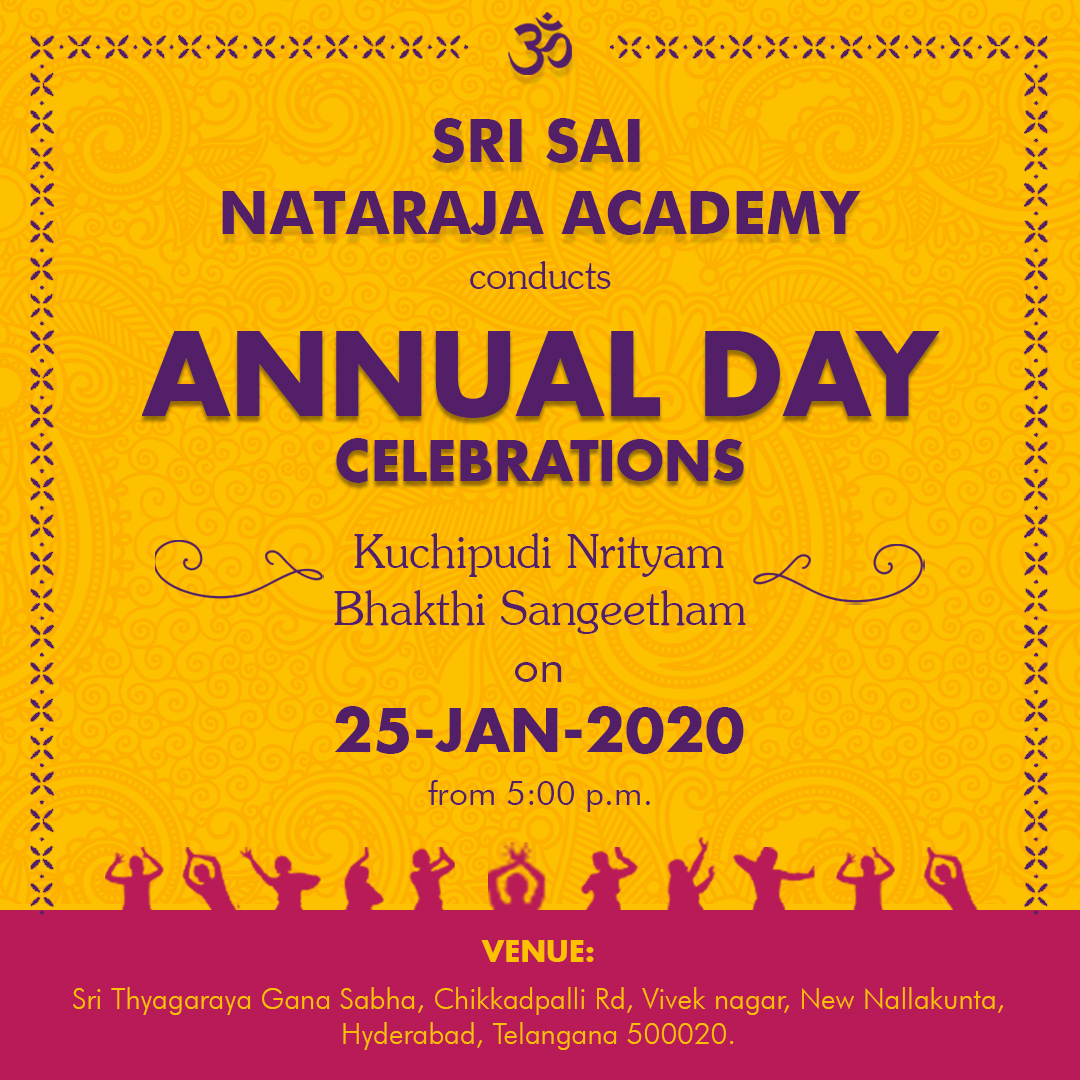 ॐ
SRI SAI
NATARAJA ACADEMY
conducts
ANNUAL DAY
CELEBRATIONS
Kuchipudi Nrityam
Bhakthi Sangeetham
on
25-JAN-2020
from 5:00 p.m.
VENUE:
Sri Thyagaraya Gana Sabha, Chikkadpalli Rd, Vivek nagar, New Nallakunta,
Hyderabad, Telangana 500020.